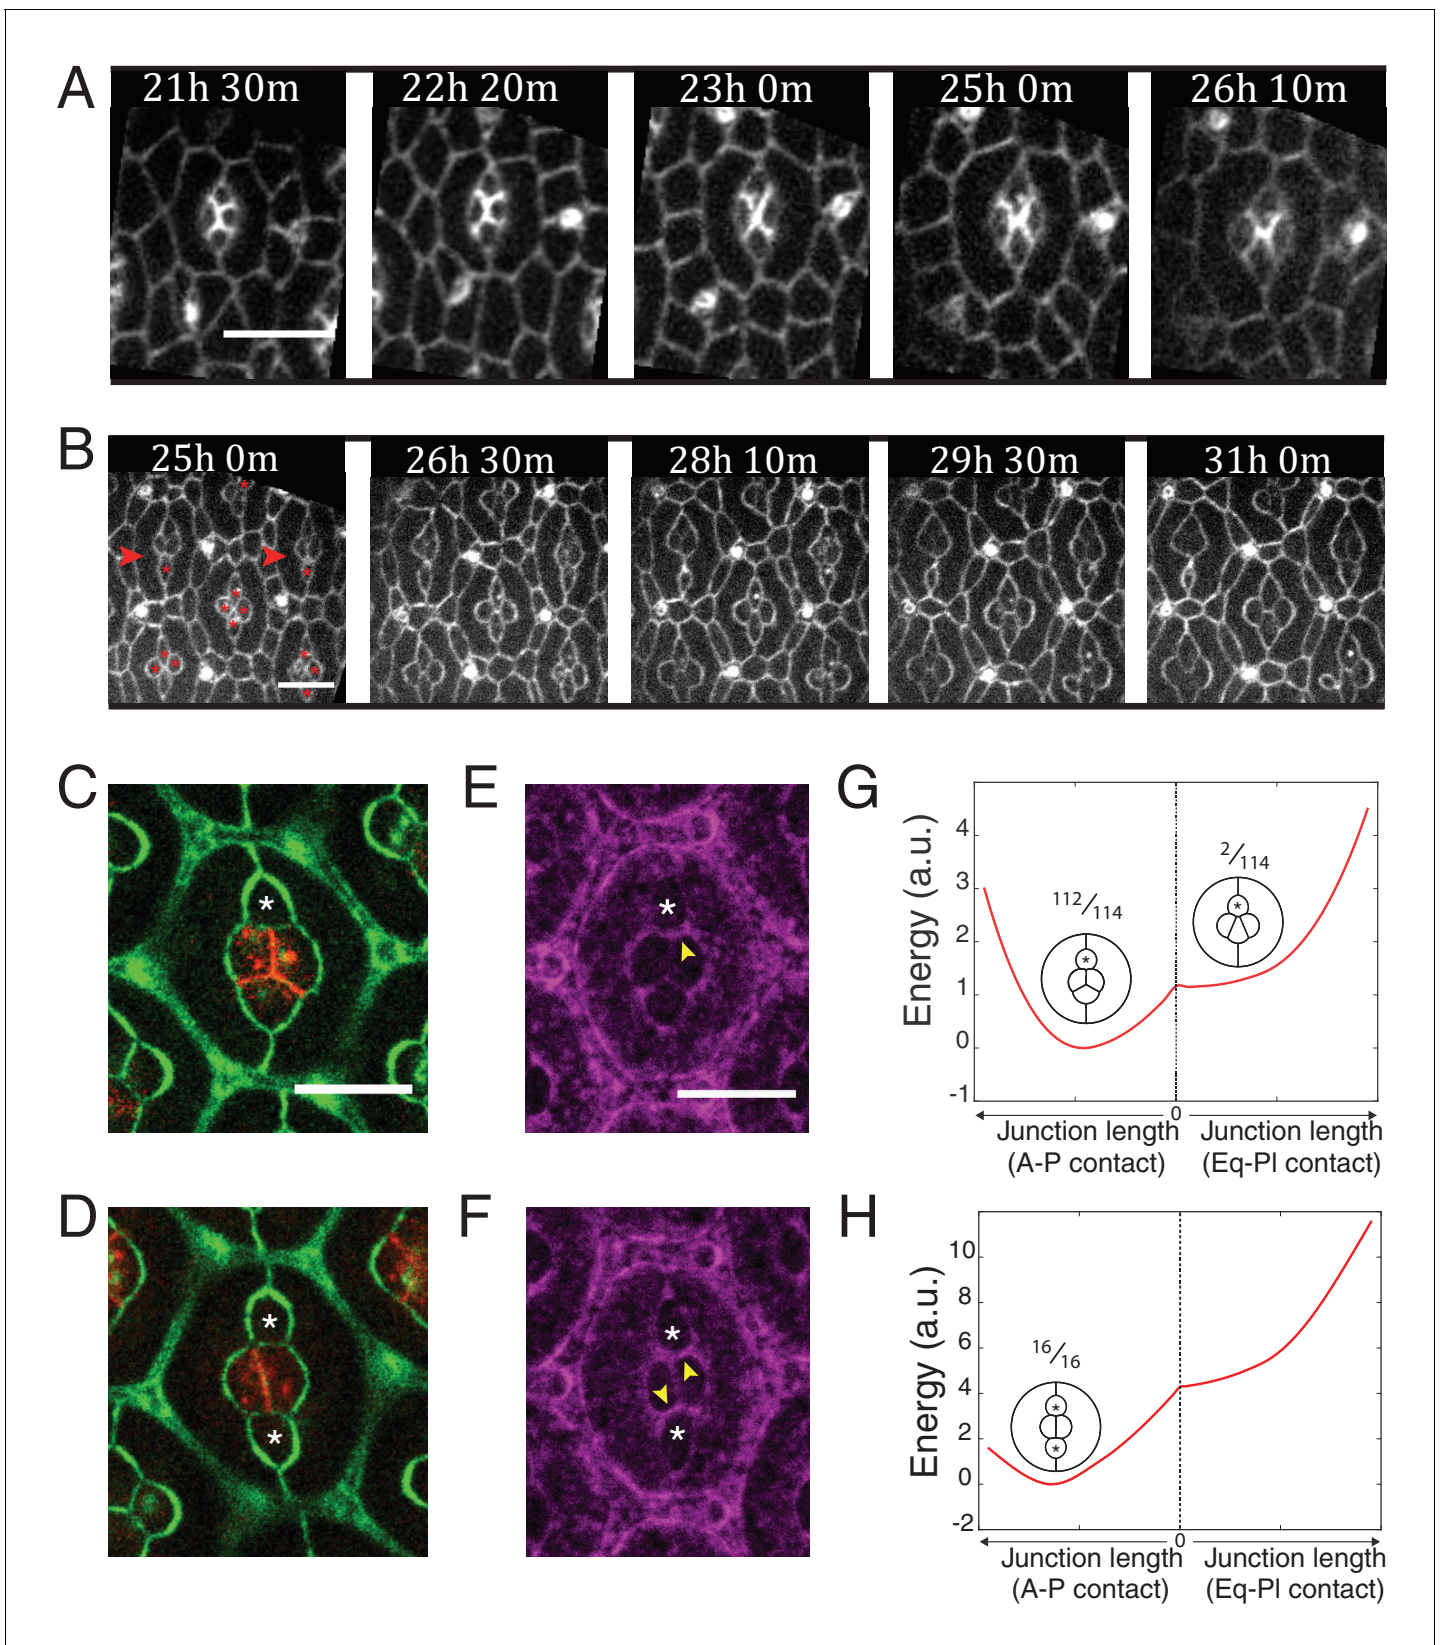 A
21h 30m
22h 20m
23h 0m
25h 0m
26h 10m
B
25h 0m
26h 30m
28h 10m
29h 30m
31h 0m
* * * * * * * * * * * * * *
C
*
E
*
G
Energy (a.u.)
4
3
2
1
0
-1
112/114
*
2/114
*
0
Junction length
(A-P contact)
Junction length
(Eq-Pl contact)
D
*
*
F
*
*
H
Energy (a.u.)
10
8
6
4
2
0
-2
16/16
*
*
0
Junction length
(A-P contact)
Junction length
(Eq-Pl contact)